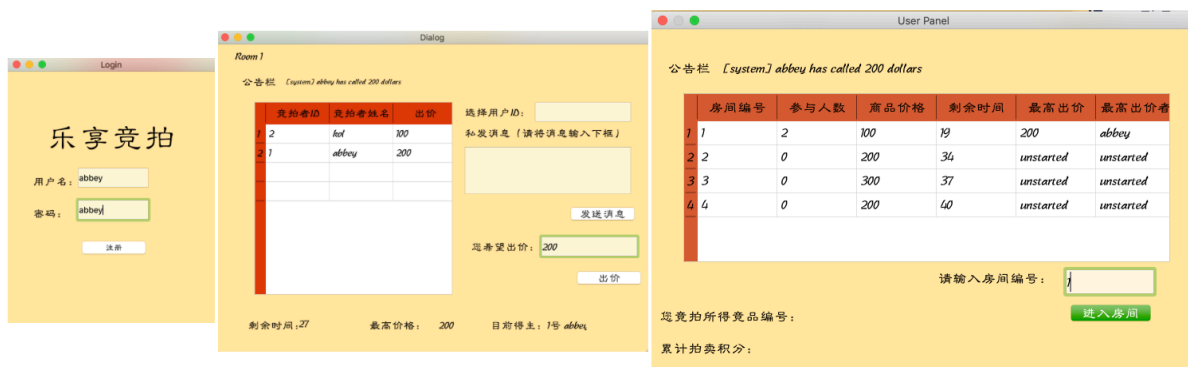 Login
乐享竞拍
用户名： abbey
密码： abbey
注册
Dialog
Room 1
公告栏 [system] abbey has called 200 dollars
竞拍者ID 竞拍者姓名 出价
1 2 kol 100
2 1 abbey 200
选择用户ID：
私发消息（请将消息输入下框）
发送消息
您希望出价： 200
出价
剩余时间：27 最高价格： 200 目前得主：1号 abbey
User Panel
公告栏 [system] abbey has called 200 dollars
房间编号 参与人数 商品价格 剩余时间 最高出价 最高出价者
1 1 2 100 19 200 abbey
2 2 0 200 34 unstarted unstarted
3 3 0 300 37 unstarted unstarted
4 4 0 200 40 unstarted unstarted
请输入房间编号： 1
进入房间
您竞拍所得竞品编号：
累计拍卖积分：